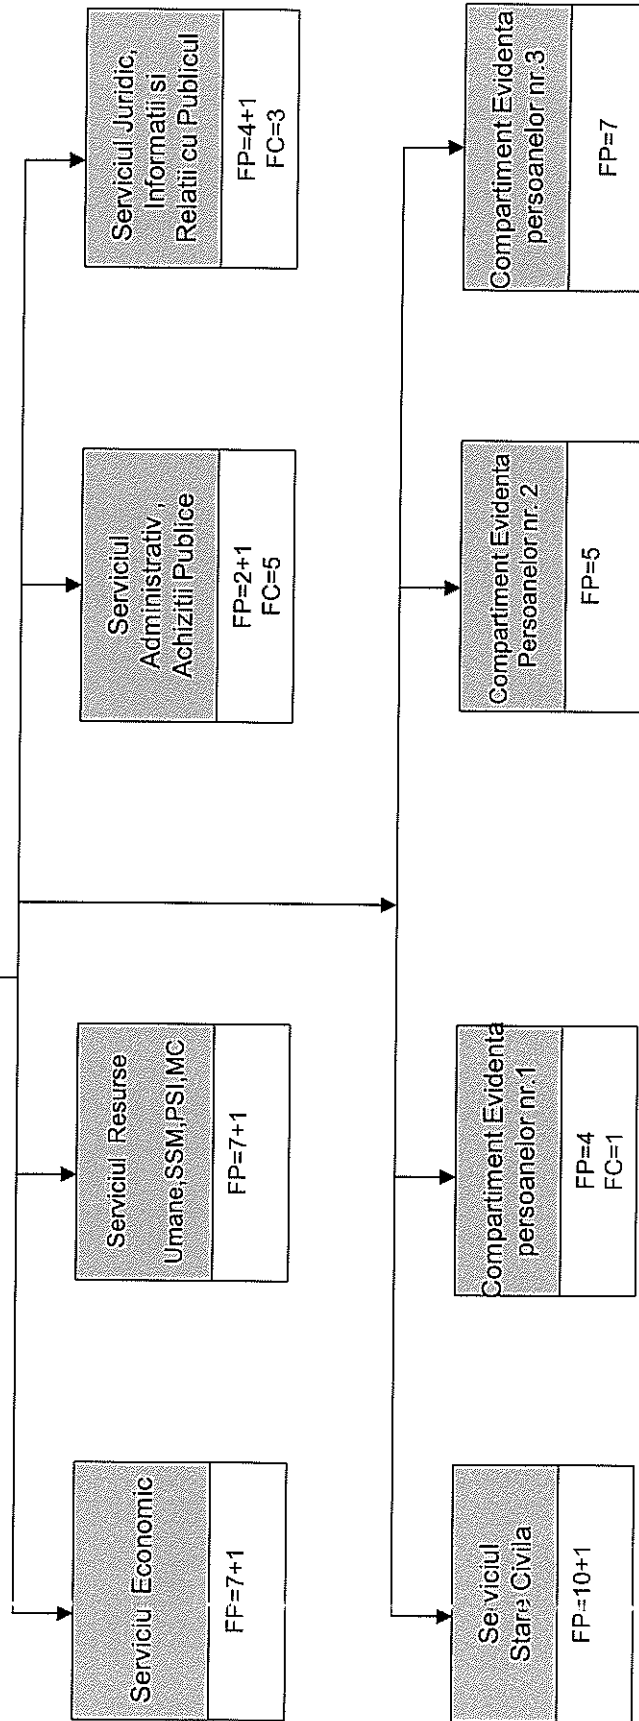 Serviciu Economic
FP=7+1
Serviciul Resurse
Umane,SSM,PSI,MC
FP=7+1
Serviciul
Administrativ ,
Achizitii Publice
FP=2+1
FC=5
Serviciul Juridic,
Informatii si
Relatii cu Publicul
FP=4+1
FC=3
Serviciul
Stare Civila
FP=10+1
Compartiment Evidenta
persoanelor nr.1
FP=4
FC=1
Compartiment Evidenta
Persoanelor nr. 2
FP=5
Compartiment Evidenta
persoanelor nr.3
FP=7